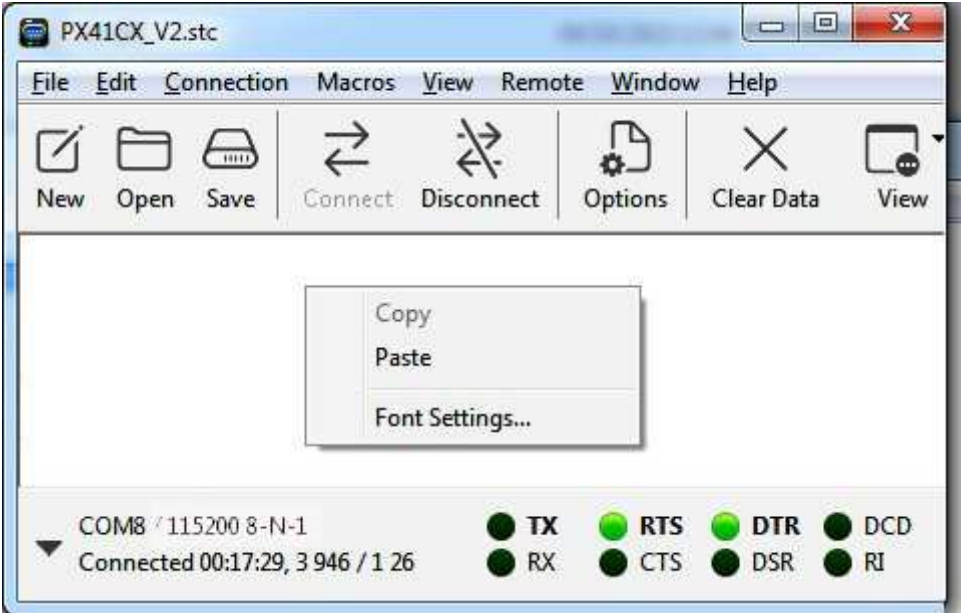 PX41CX_V2.stc
File Edit Connection Macros View Remote Window Help
New Open Save Connect Disconnect Options Clear Data View
Copy
Paste
Font Settings...
COM8 / 115200 8-N-1
Connected 00:17:29, 3 946 / 1 26
TX RTS DTR DCD
RX CTS DSR RI